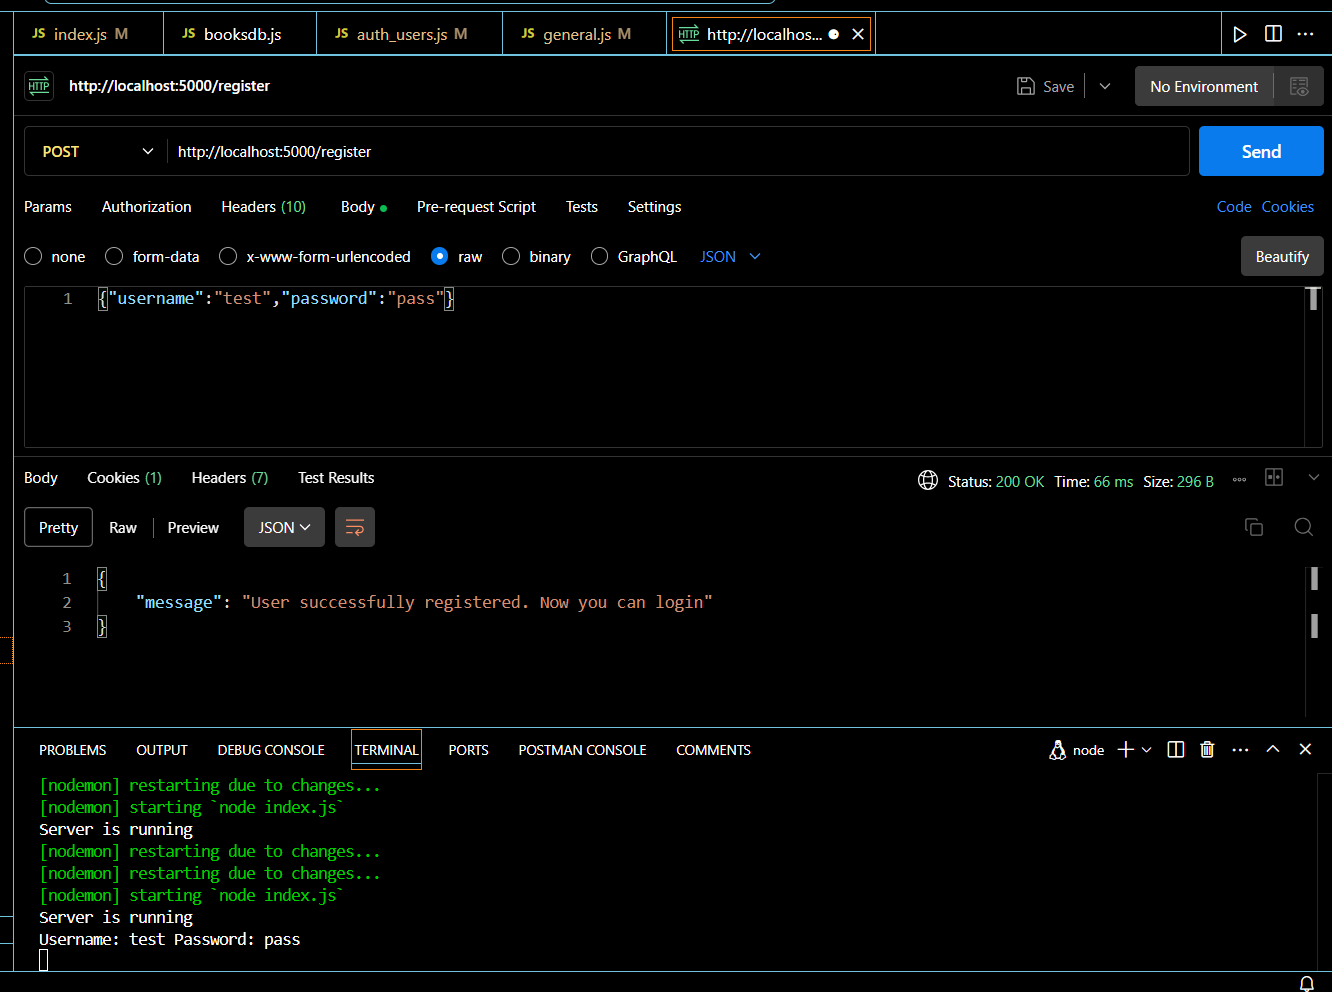 JS index.js M JS booksdb.js JS auth_users.js M JS general.js M HTTP http://localhos...
HTTP http://localhost:5000/register Save No Environment
POST http://localhost:5000/register Send
Params Authorization Headers (10) Body Pre-request Script Tests Settings Code Cookies
none form-data x-www-form-urlencoded raw binary GraphQL JSON Beautify
1 {"username":"test","password":"pass"}
Body Cookies (1) Headers (7) Test Results Status: 200 OK Time: 66 ms Size: 296 B
Pretty Raw Preview JSON
1 {
2 "message": "User successfully registered. Now you can login"
3 }
PROBLEMS OUTPUT DEBUG CONSOLE TERMINAL PORTS POSTMAN CONSOLE COMMENTS node
[nodemon] restarting due to changes...
[nodemon] starting `node index.js`
Server is running
[nodemon] restarting due to changes...
[nodemon] restarting due to changes...
[nodemon] starting `node index.js`
Server is running
Username: test Password: pass